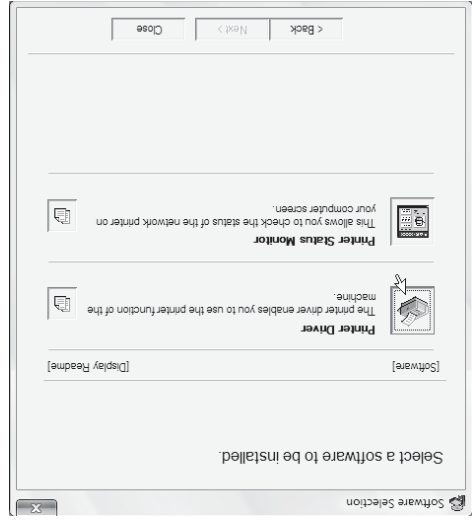 Software Selection
X
Select a software to be installed.
[Software]
[Display Readme]
Printer Driver
The printer driver enables you to use the printer function of the
machine.
Printer Status Monitor
This allows you to check the status of the network printer on
your computer screen.
< Back
Next >
Close